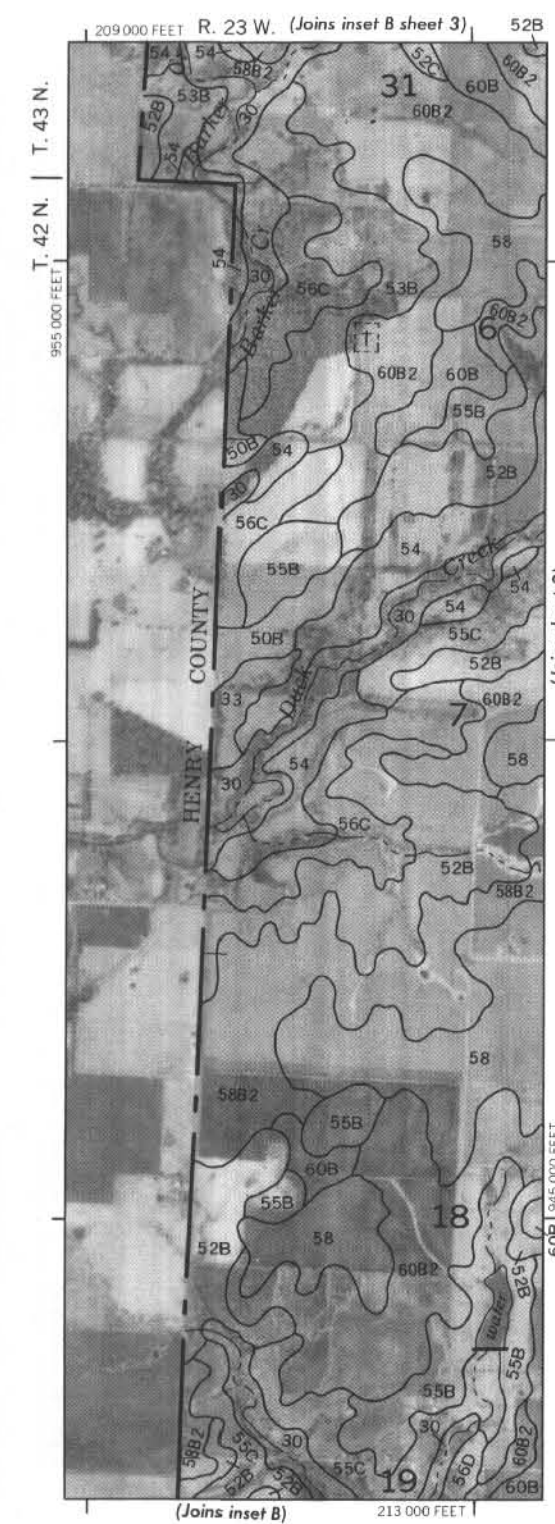 209 000 FEET R. 23 W. (Joins inset B sheet 3) 52B
T. 43 N.
T. 42 N.
955 000 FEET
54 54 52C 60B2
58B2 31 60B
53B 60B2
52B 30
54 Barker
58
54 Cr
30 56C 53B
Barker 60B2
6
60B2 60B
55B
50B 54
52B
30
56C
54 Creek
55B 54
54
30 55C
50B 52B
COUNTY
33 Duck 60B2
7
54 58
30
HENRY
56C
52B
58B2
58
58B2
55B
60B
55B 18
945 000 FEET
58
52B 60B2 60B
52B
water
55B
55B
30
55C 30 60B2
58B2 56D
52B 52B 55C 19 60B
(Joins inset B) 213 000 FEET